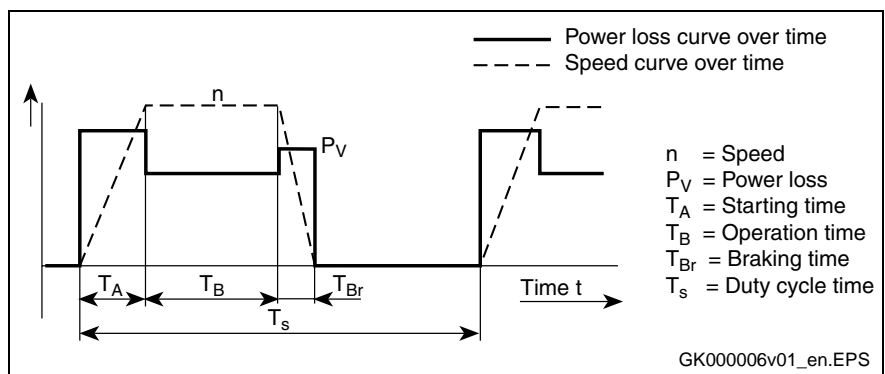 Power loss curve over time
Speed curve over time
n
P_V
n = Speed
P_V = Power loss
T_A = Starting time
T_B = Operation time
T_Br = Braking time
T_s = Duty cycle time
T_A T_B T_Br Time t
T_s
GK000006v01_en.EPS